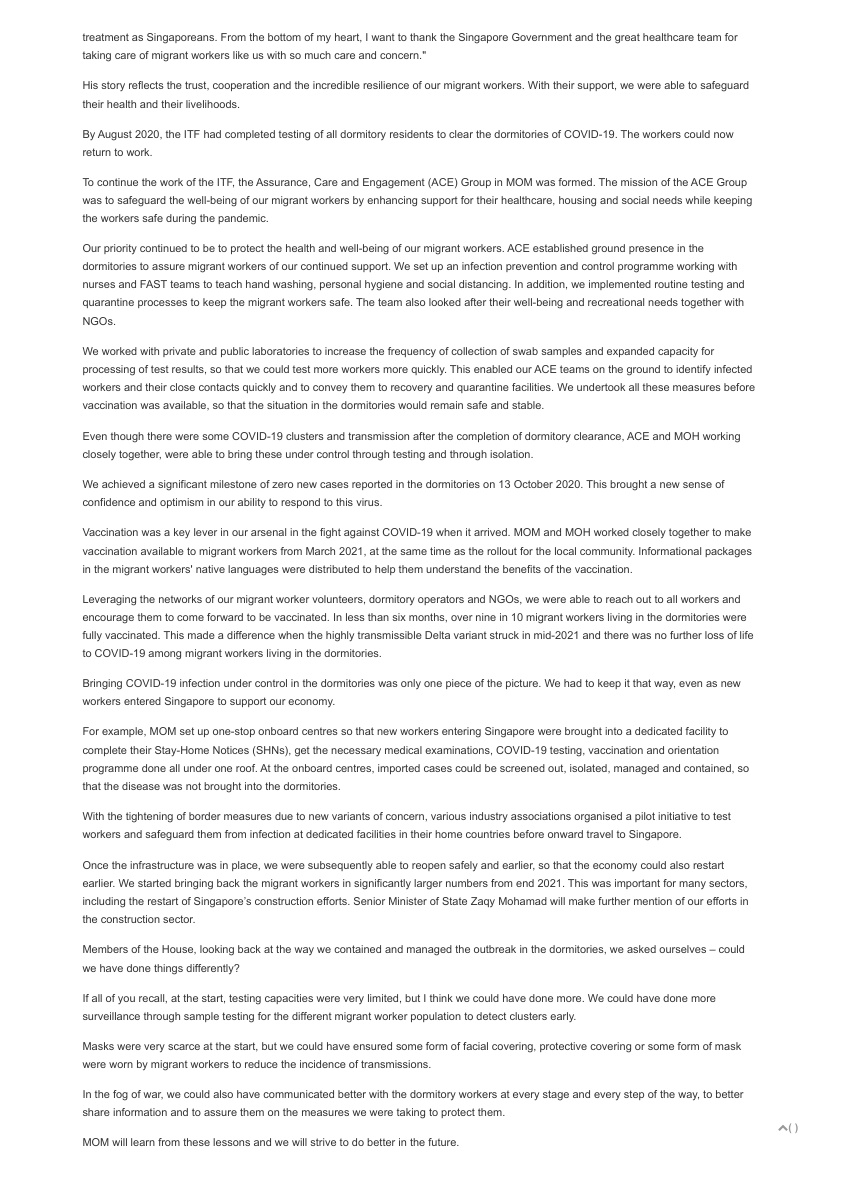 treatment as Singaporeans. From the bottom of my heart, I want to thank the Singapore Government and the great healthcare team for
taking care of migrant workers like us with so much care and concern."
His story reflects the trust, cooperation and the incredible resilience of our migrant workers. With their support, we were able to safeguard
their health and their livelihoods.
By August 2020, the ITF had completed testing of all dormitory residents to clear the dormitories of COVID-19. The workers could now
return to work.
To continue the work of the ITF, the Assurance, Care and Engagement (ACE) Group in MOM was formed. The mission of the ACE Group
was to safeguard the well-being of our migrant workers by enhancing support for their healthcare, housing and social needs while keeping
the workers safe during the pandemic.
Our priority continued to be to protect the health and well-being of our migrant workers. ACE established ground presence in the
dormitories to assure migrant workers of our continued support. We set up an infection prevention and control programme working with
nurses and FAST teams to teach hand washing, personal hygiene and social distancing. In addition, we implemented routine testing and
quarantine processes to keep the migrant workers safe. The team also looked after their well-being and recreational needs together with
NGOs.
We worked with private and public laboratories to increase the frequency of collection of swab samples and expanded capacity for
processing of test results, so that we could test more workers more quickly. This enabled our ACE teams on the ground to identify infected
workers and their close contacts quickly and to convey them to recovery and quarantine facilities. We undertook all these measures before
vaccination was available, so that the situation in the dormitories would remain safe and stable.
Even though there were some COVID-19 clusters and transmission after the completion of dormitory clearance, ACE and MOH working
closely together, were able to bring these under control through testing and through isolation.
We achieved a significant milestone of zero new cases reported in the dormitories on 13 October 2020. This brought a new sense of
confidence and optimism in our ability to respond to this virus.
Vaccination was a key lever in our arsenal in the fight against COVID-19 when it arrived. MOM and MOH worked closely together to make
vaccination available to migrant workers from March 2021, at the same time as the rollout for the local community. Informational packages
in the migrant workers' native languages were distributed to help them understand the benefits of the vaccination.
Leveraging the networks of our migrant worker volunteers, dormitory operators and NGOs, we were able to reach out to all workers and
encourage them to come forward to be vaccinated. In less than six months, over nine in 10 migrant workers living in the dormitories were
fully vaccinated. This made a difference when the highly transmissible Delta variant struck in mid-2021 and there was no further loss of life
to COVID-19 among migrant workers living in the dormitories.
Bringing COVID-19 infection under control in the dormitories was only one piece of the picture. We had to keep it that way, even as new
workers entered Singapore to support our economy.
For example, MOM set up one-stop onboard centres so that new workers entering Singapore were brought into a dedicated facility to
complete their Stay-Home Notices (SHNs), get the necessary medical examinations, COVID-19 testing, vaccination and orientation
programme done all under one roof. At the onboard centres, imported cases could be screened out, isolated, managed and contained, so
that the disease was not brought into the dormitories.
With the tightening of border measures due to new variants of concern, various industry associations organised a pilot initiative to test
workers and safeguard them from infection at dedicated facilities in their home countries before onward travel to Singapore.
Once the infrastructure was in place, we were subsequently able to reopen safely and earlier, so that the economy could also restart
earlier. We started bringing back the migrant workers in significantly larger numbers from end 2021. This was important for many sectors,
including the restart of Singapore’s construction efforts. Senior Minister of State Zaqy Mohamad will make further mention of our efforts in
the construction sector.
Members of the House, looking back at the way we contained and managed the outbreak in the dormitories, we asked ourselves – could
we have done things differently?
If all of you recall, at the start, testing capacities were very limited, but I think we could have done more. We could have done more
surveillance through sample testing for the different migrant worker population to detect clusters early.
Masks were very scarce at the start, but we could have ensured some form of facial covering, protective covering or some form of mask
were worn by migrant workers to reduce the incidence of transmissions.
In the fog of war, we could also have communicated better with the dormitory workers at every stage and every step of the way, to better
share information and to assure them on the measures we were taking to protect them.
( )
MOM will learn from these lessons and we will strive to do better in the future.